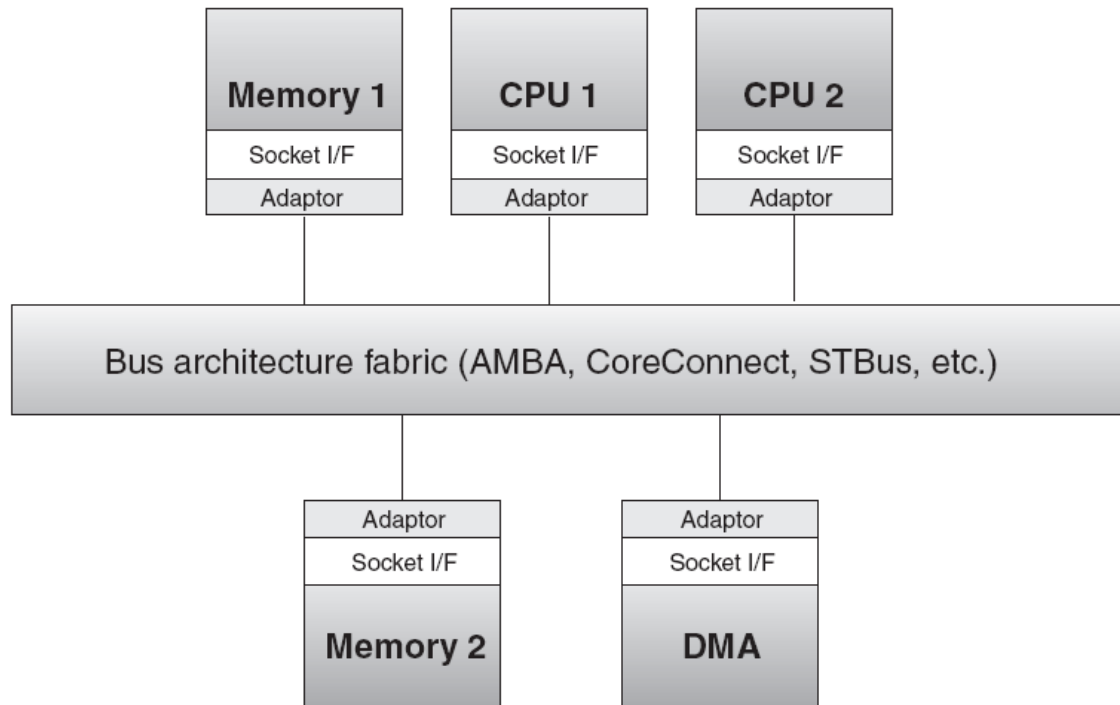 Memory 1
Socket I/F
Adaptor
CPU 1
Socket I/F
Adaptor
CPU 2
Socket I/F
Adaptor
Bus architecture fabric (AMBA, CoreConnect, STBus, etc.)
Adaptor
Socket I/F
Memory 2
Adaptor
Socket I/F
DMA